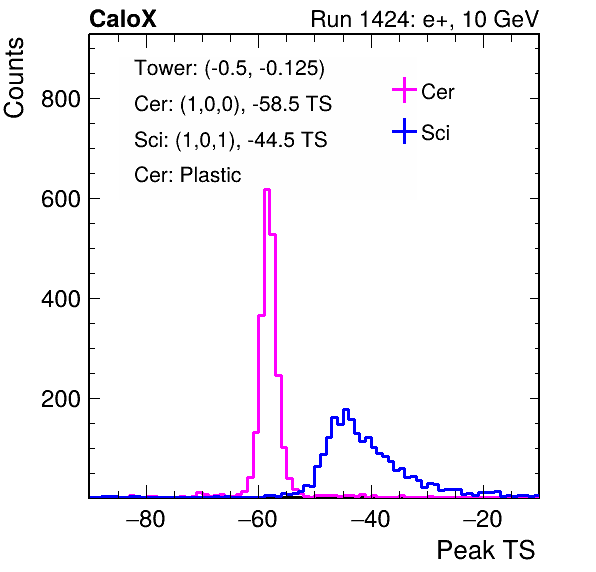 CaloX Run 1424: e+, 10 GeV
Counts
Tower: (-0.5, -0.125)
Cer: (1,0,0), -58.5 TS
Sci: (1,0,1), -44.5 TS
Cer: Plastic
Cer
Sci
800
600
400
200
−80 −60 −40 −20
Peak TS